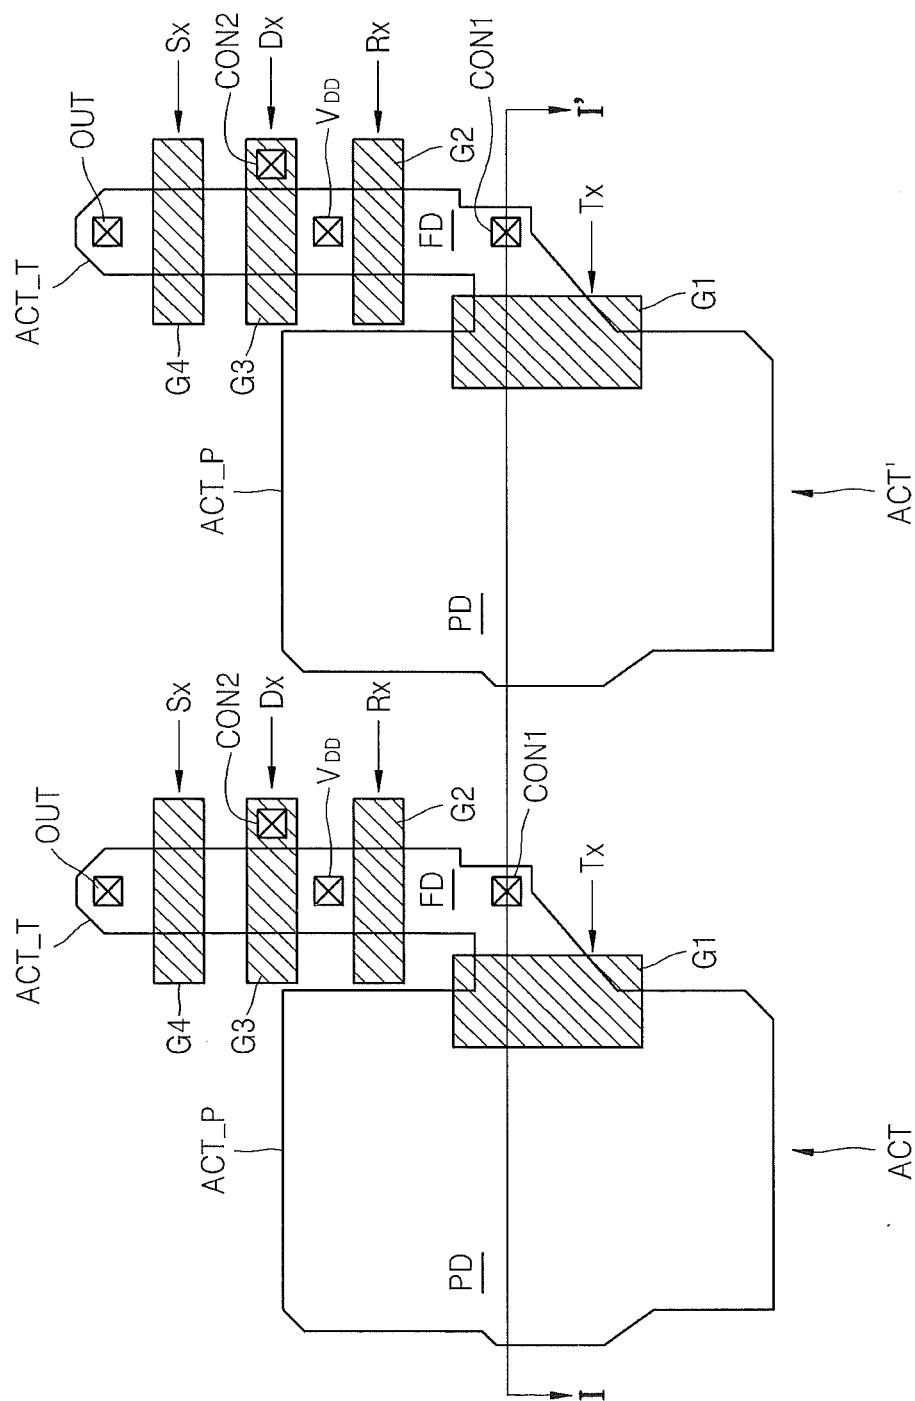 OUT
Sx
CON2
Dx
VDD
Rx
G2
CON1
I'
ACT_T
G4
G3
FD
Tx
G1
ACT_P
PD
ACT'
OUT
Sx
CON2
Dx
VDD
Rx
G2
CON1
ACT_T
G4
G3
FD
Tx
G1
ACT_P
PD
ACT
I